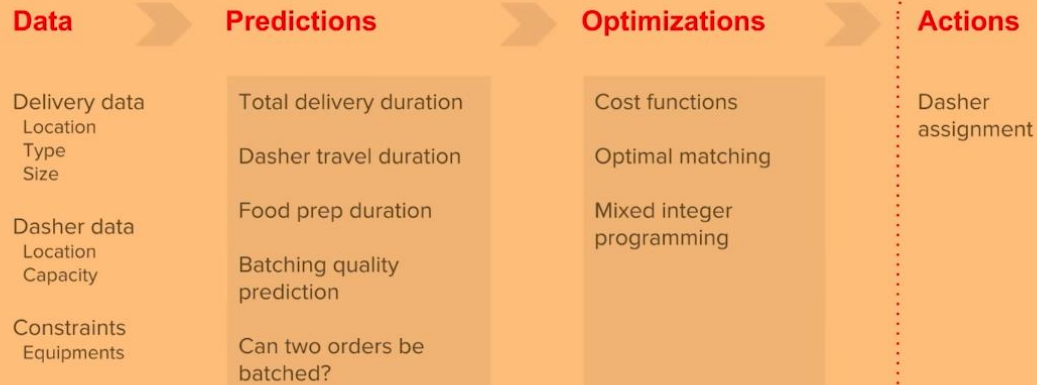 Data
Predictions
Optimizations
Actions
Delivery data
Location
Type
Size
Dasher data
Location
Capacity
Constraints
Equipments
Total delivery duration
Dasher travel duration
Food prep duration
Batching quality
prediction
Can two orders be
batched?
Cost functions
Optimal matching
Mixed integer
programming
Dasher
assignment